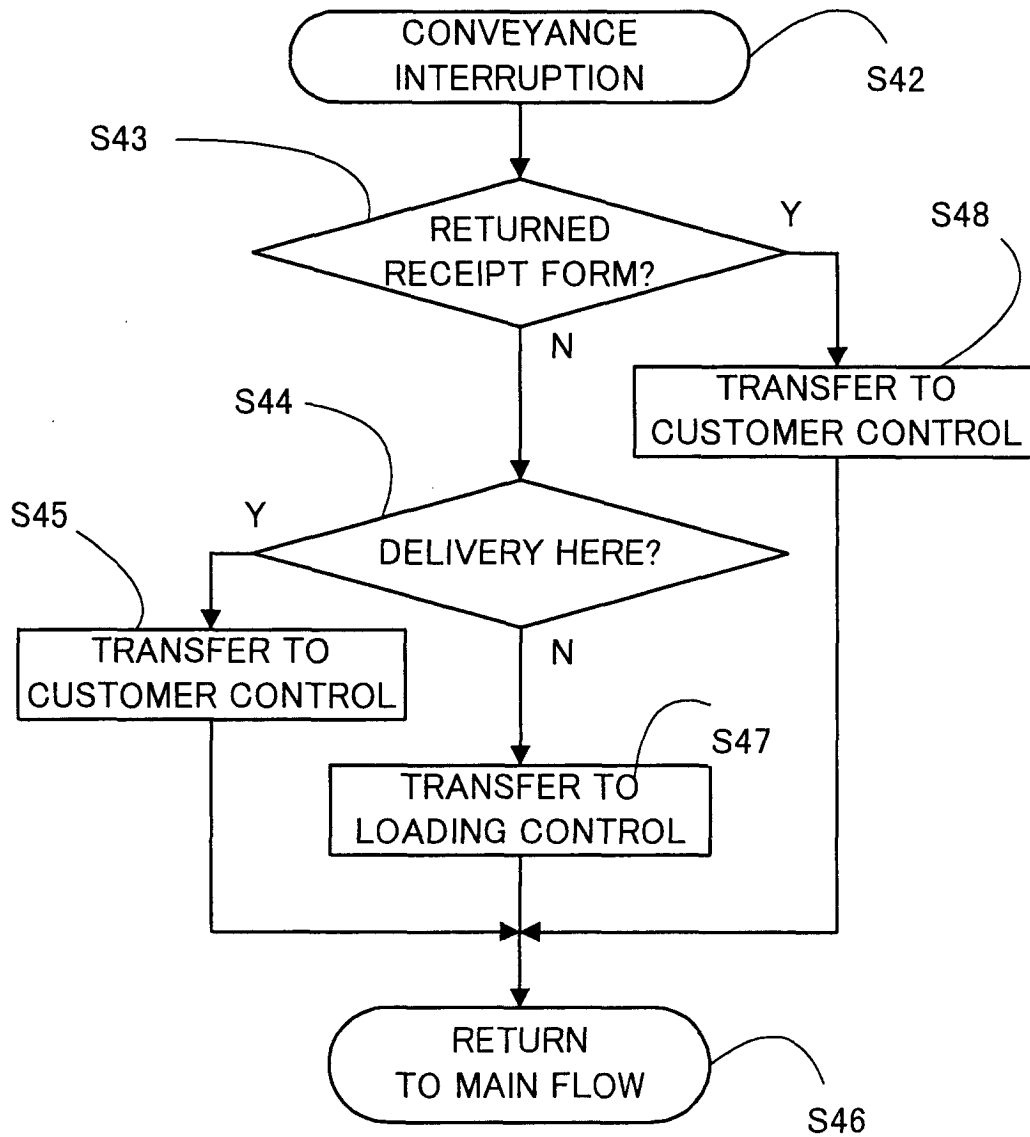 CONVEYANCE
INTERRUPTION
S42
S43
RETURNED
RECEIPT FORM?
Y
S48
N
TRANSFER TO
CUSTOMER CONTROL
S44
DELIVERY HERE?
Y
S45
N
TRANSFER TO
CUSTOMER CONTROL
S47
TRANSFER TO
LOADING CONTROL
RETURN
TO MAIN FLOW
S46